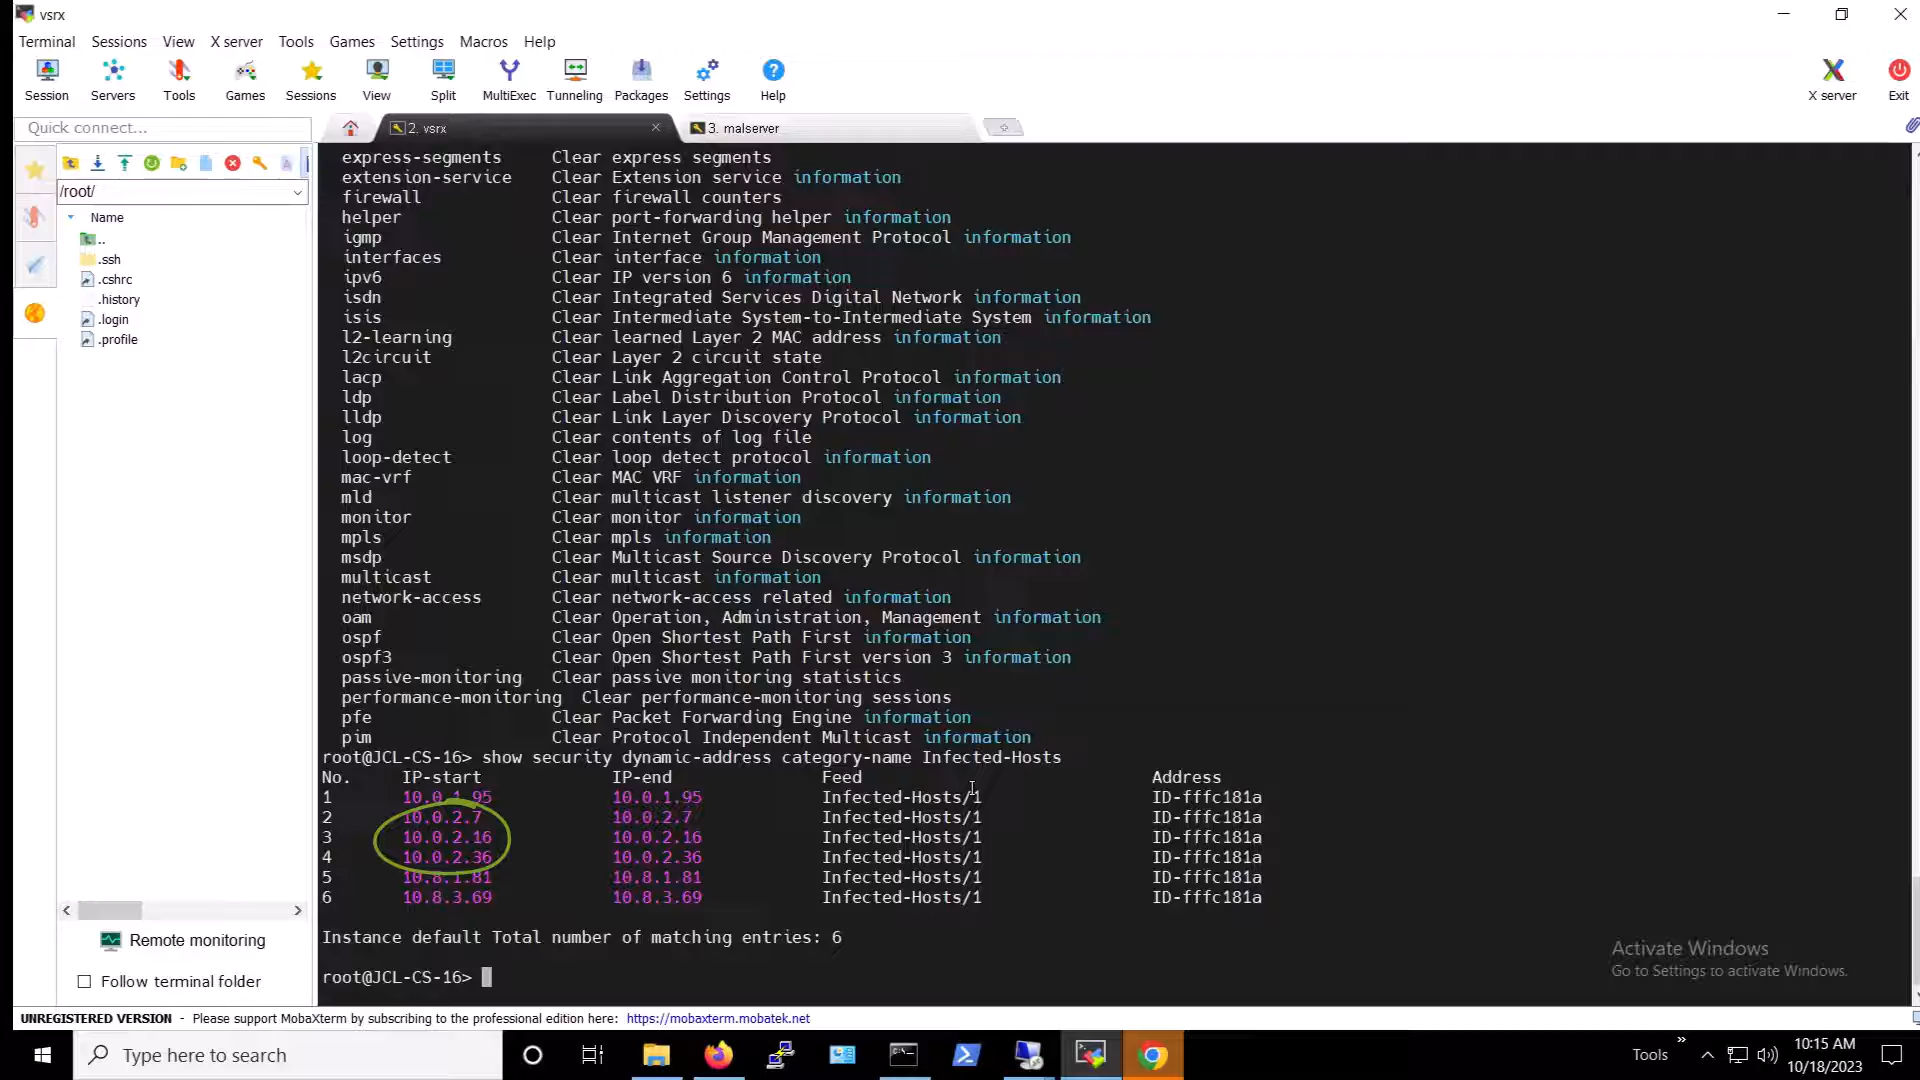 vsrx
Terminal Sessions View X server Tools Games Settings Macros Help
Session Servers Tools Games Sessions View Split MultiExec Tunneling Packages Settings Help X server Exit
Quick connect...
2. vsrx
3. malserver
/root/
Name
..
.ssh
.cshrc
.history
.login
.profile
Remote monitoring
Follow terminal folder
express-segments Clear express segments
extension-service Clear Extension service information
firewall Clear firewall counters
helper Clear port-forwarding helper information
igmp Clear Internet Group Management Protocol information
interfaces Clear interface information
ipv6 Clear IP version 6 information
isdn Clear Integrated Services Digital Network information
isis Clear Intermediate System-to-Intermediate System information
l2-learning Clear learned Layer 2 MAC address information
l2circuit Clear Layer 2 circuit state
lacp Clear Link Aggregation Control Protocol information
ldp Clear Label Distribution Protocol information
lldp Clear Link Layer Discovery Protocol information
log Clear contents of log file
loop-detect Clear loop detect protocol information
mac-vrf Clear MAC VRF information
mld Clear multicast listener discovery information
monitor Clear monitor information
mpls Clear mpls information
msdp Clear Multicast Source Discovery Protocol information
multicast Clear multicast information
network-access Clear network-access related information
oam Clear Operation, Administration, Management information
ospf Clear Open Shortest Path First information
ospf3 Clear Open Shortest Path First version 3 information
passive-monitoring Clear passive monitoring statistics
performance-monitoring Clear performance-monitoring sessions
pfe Clear Packet Forwarding Engine information
pim Clear Protocol Independent Multicast information
root@JCL-CS-16> show security dynamic-address category-name Infected-Hosts
No. IP-start IP-end Feed Address
1 10.0.1.95 10.0.1.95 Infected-Hosts/1 ID-fffc181a
2 10.0.2.7 10.0.2.7 Infected-Hosts/1 ID-fffc181a
3 10.0.2.16 10.0.2.16 Infected-Hosts/1 ID-fffc181a
4 10.0.2.36 10.0.2.36 Infected-Hosts/1 ID-fffc181a
5 10.8.1.81 10.8.1.81 Infected-Hosts/1 ID-fffc181a
6 10.8.3.69 10.8.3.69 Infected-Hosts/1 ID-fffc181a
Instance default Total number of matching entries: 6
root@JCL-CS-16>
Activate Windows
Go to Settings to activate Windows.
UNREGISTERED VERSION - Please support MobaXterm by subscribing to the professional edition here: https://mobaxterm.mobatek.net
Type here to search
Tools
10:15 AM
10/18/2023